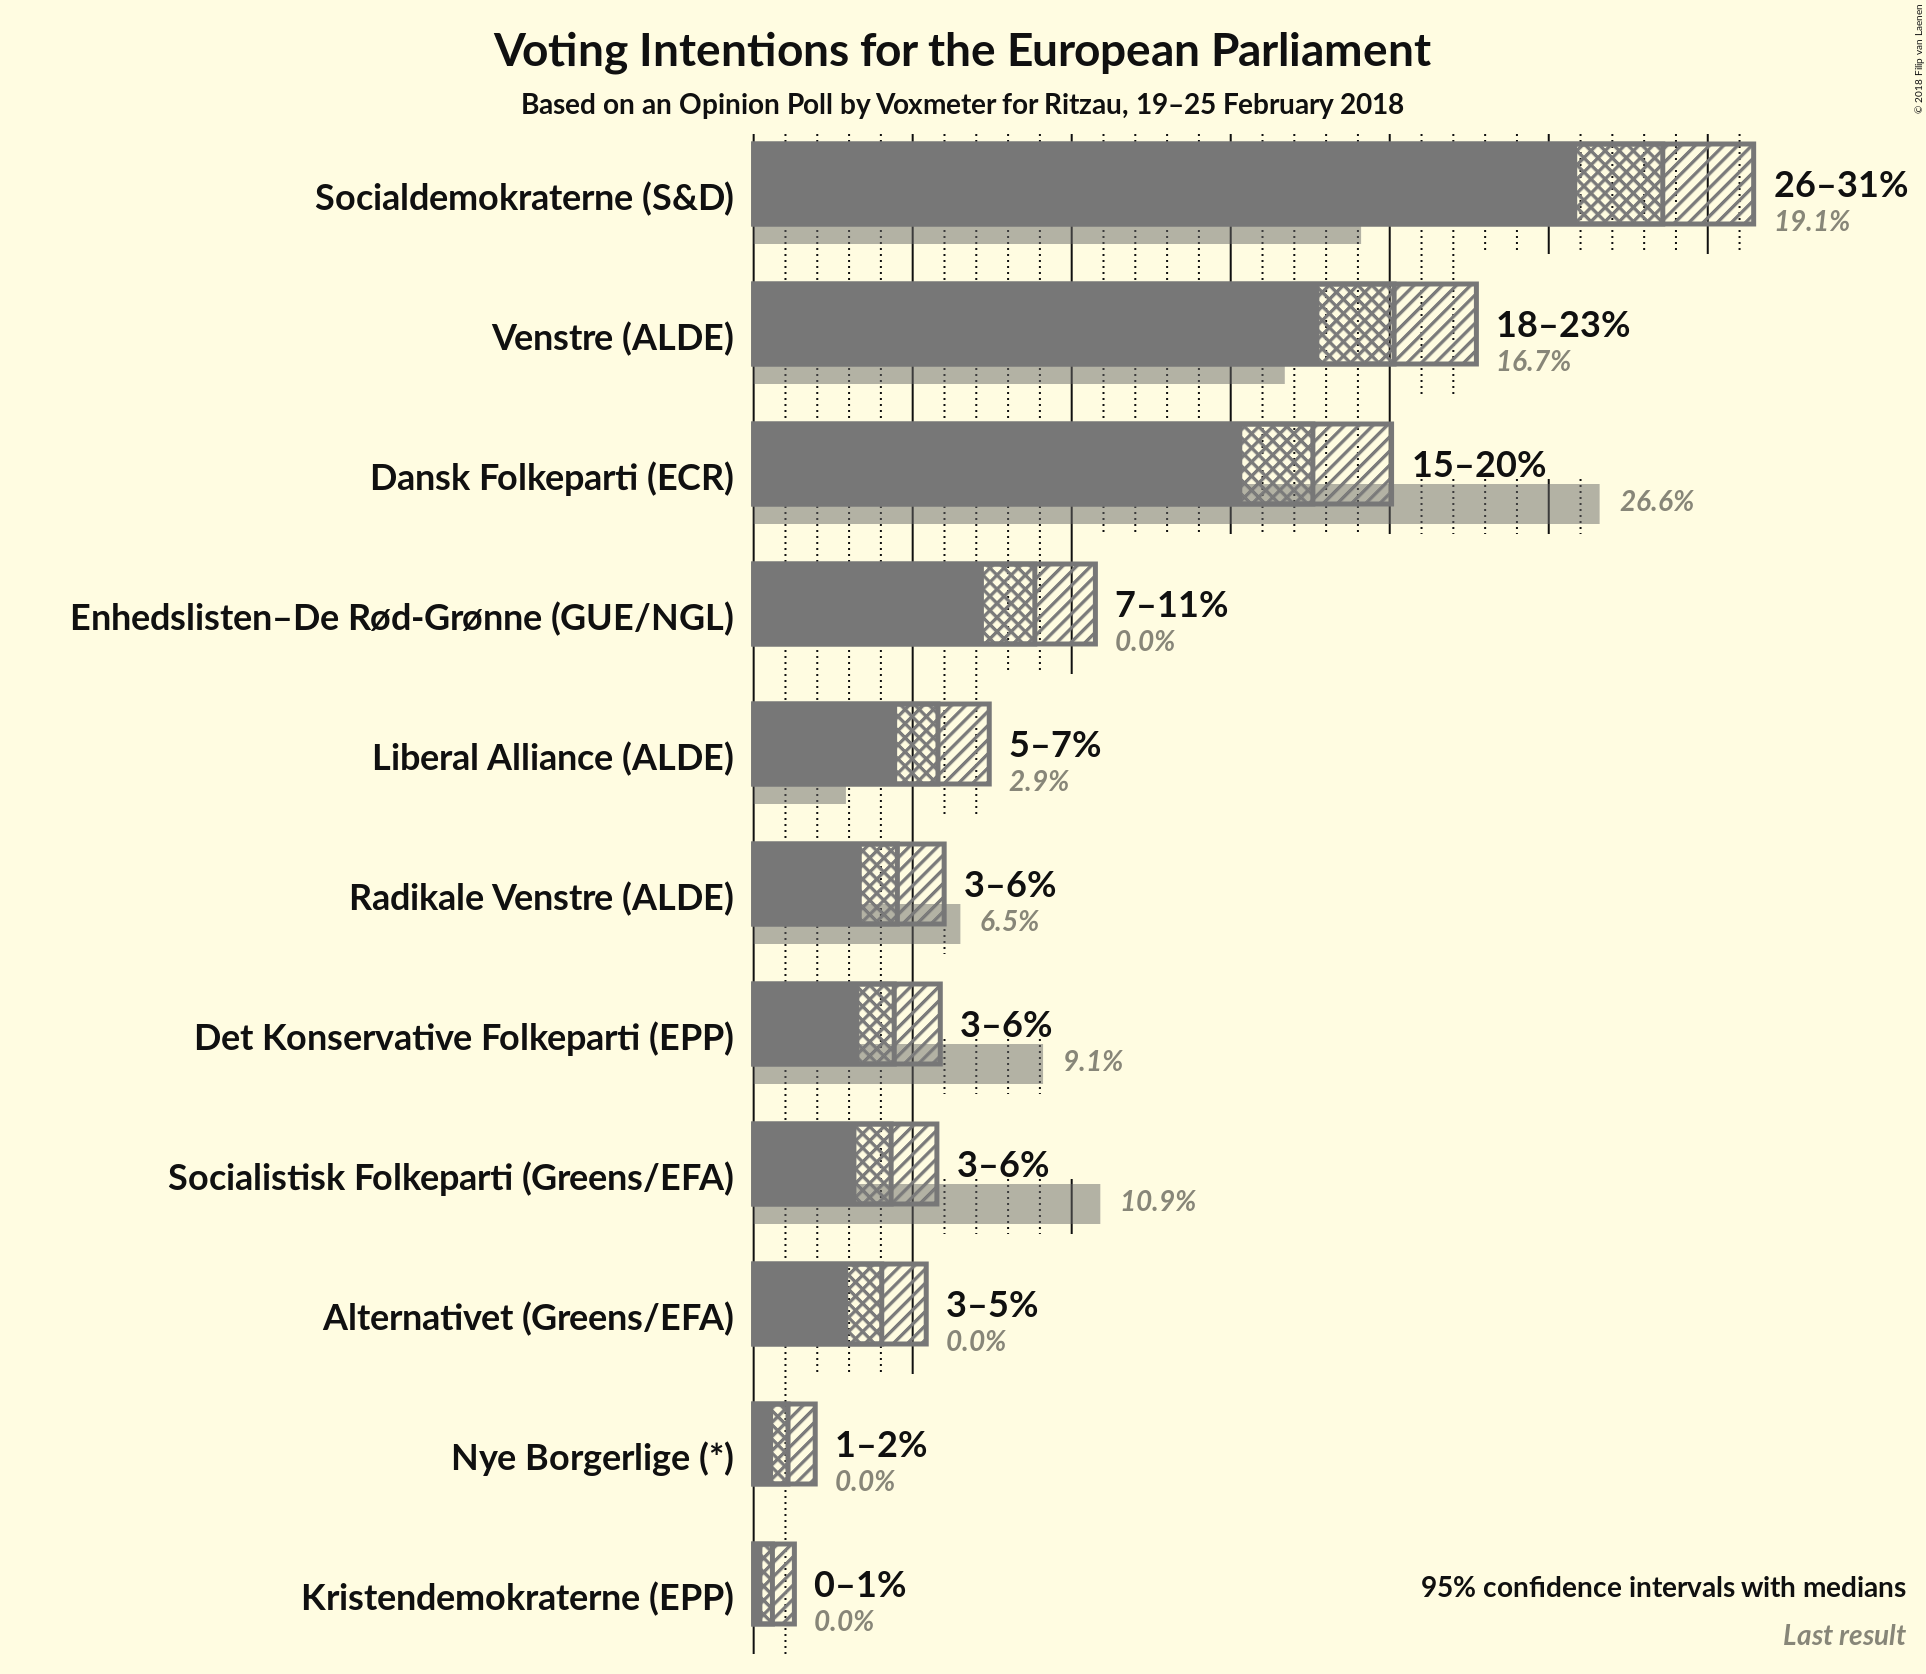 © 2018 Filip van Laenen
Voting Intentions for the European Parliament
Based on an Opinion Poll by Voxmeter for Ritzau, 19–25 February 2018
Socialdemokraterne (S&D)
26–31%
19.1%
Venstre (ALDE)
18–23%
16.7%
Dansk Folkeparti (ECR)
15–20%
26.6%
Enhedslisten–De Rød-Grønne (GUE/NGL)
7–11%
0.0%
Liberal Alliance (ALDE)
5–7%
2.9%
Radikale Venstre (ALDE)
3–6%
6.5%
Det Konservative Folkeparti (EPP)
3–6%
9.1%
Socialistisk Folkeparti (Greens/EFA)
3–6%
10.9%
Alternativet (Greens/EFA)
3–5%
0.0%
Nye Borgerlige (*)
1–2%
0.0%
Kristendemokraterne (EPP)
0–1%
0.0%
95% confidence intervals with medians
Last result